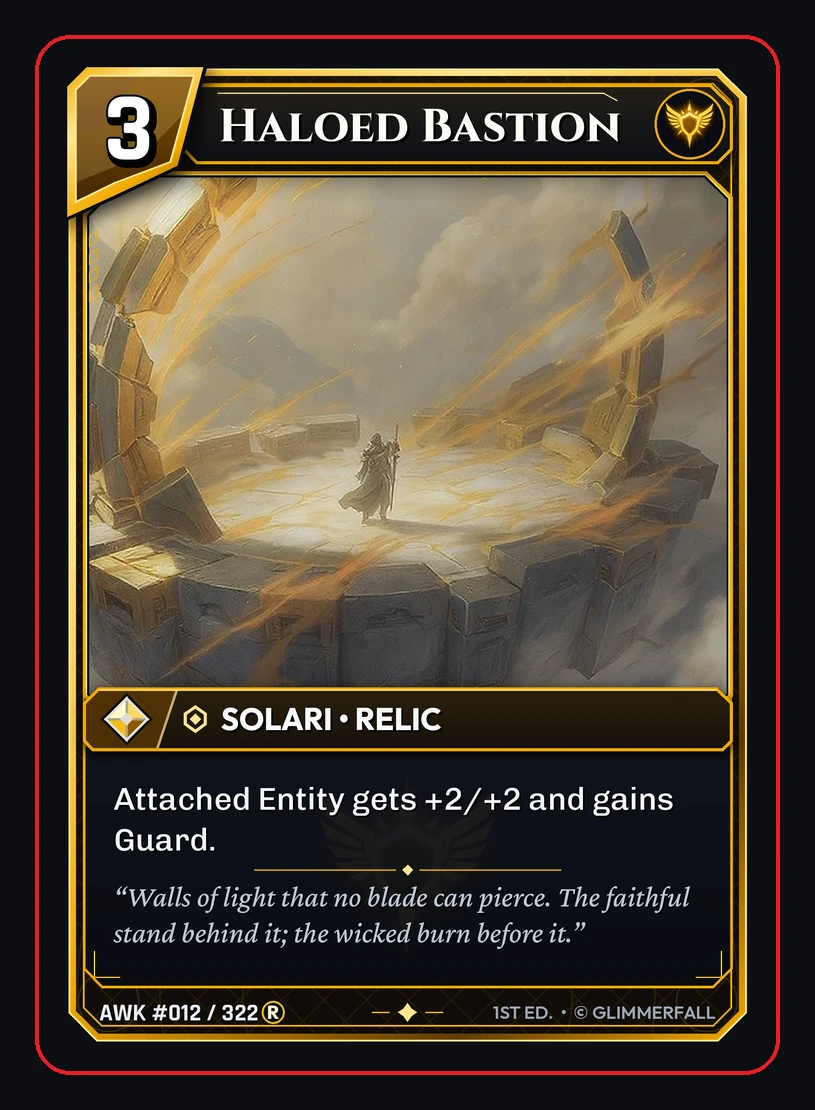 3
HALOED BASTION
SOLARI • RELIC
Attached Entity gets +2/+2 and gains
Guard.
“Walls of light that no blade can pierce. The faithful
stand behind it; the wicked burn before it.”
AWK #012 / 322 R
1ST ED. • © GLIMMERFALL